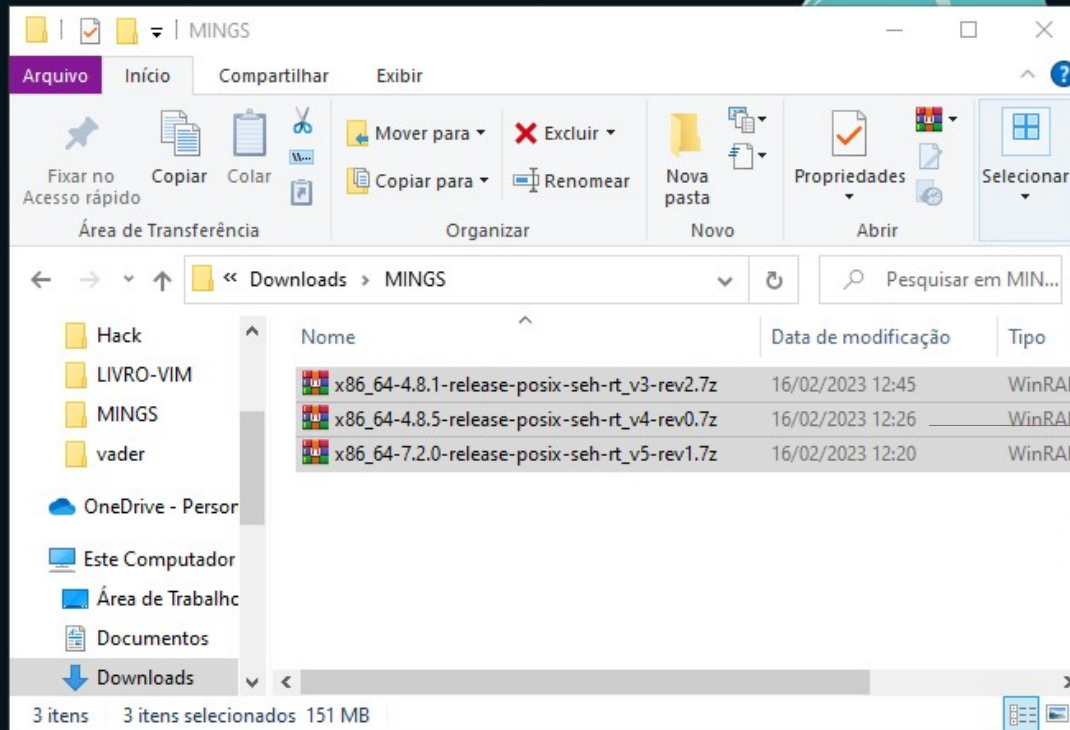 MINGS
Arquivo Início Compartilhar Exibir
Fixar no
Acesso rápido
Copiar
Colar
Área de Transferência
Mover para
Copiar para
Excluir
Renomear
Organizar
Nova
pasta
Novo
Propriedades
Abrir
Selecionar
« Downloads > MINGS
Pesquisar em MIN...
Hack
LIVRO-VIM
MINGS
vader
OneDrive - Person
Este Computador
Área de Trabalho
Documentos
Downloads
Nome Data de modificação Tipo
x86_64-4.8.1-release-posix-seh-rt_v3-rev2.7z 16/02/2023 12:45 WinRAR
x86_64-4.8.5-release-posix-seh-rt_v4-rev0.7z 16/02/2023 12:26 WinRAR
x86_64-7.2.0-release-posix-seh-rt_v5-rev1.7z 16/02/2023 12:20 WinRAR
3 itens 3 itens selecionados 151 MB